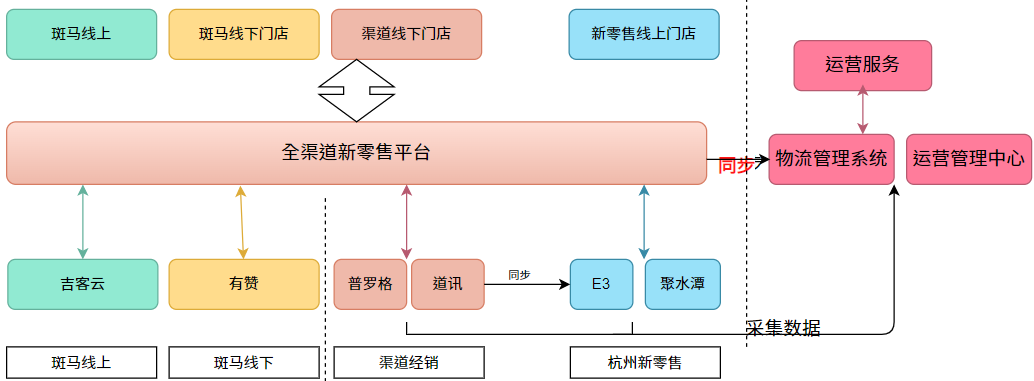 斑马线上
斑马线下门店
渠道线下门店
新零售线上门店
运营服务
全渠道新零售平台
同步
物流管理系统
运营管理中心
吉客云
有赞
普罗格
道讯
同步
E3
聚水潭
采集数据
斑马线上
斑马线下
渠道经销
杭州新零售